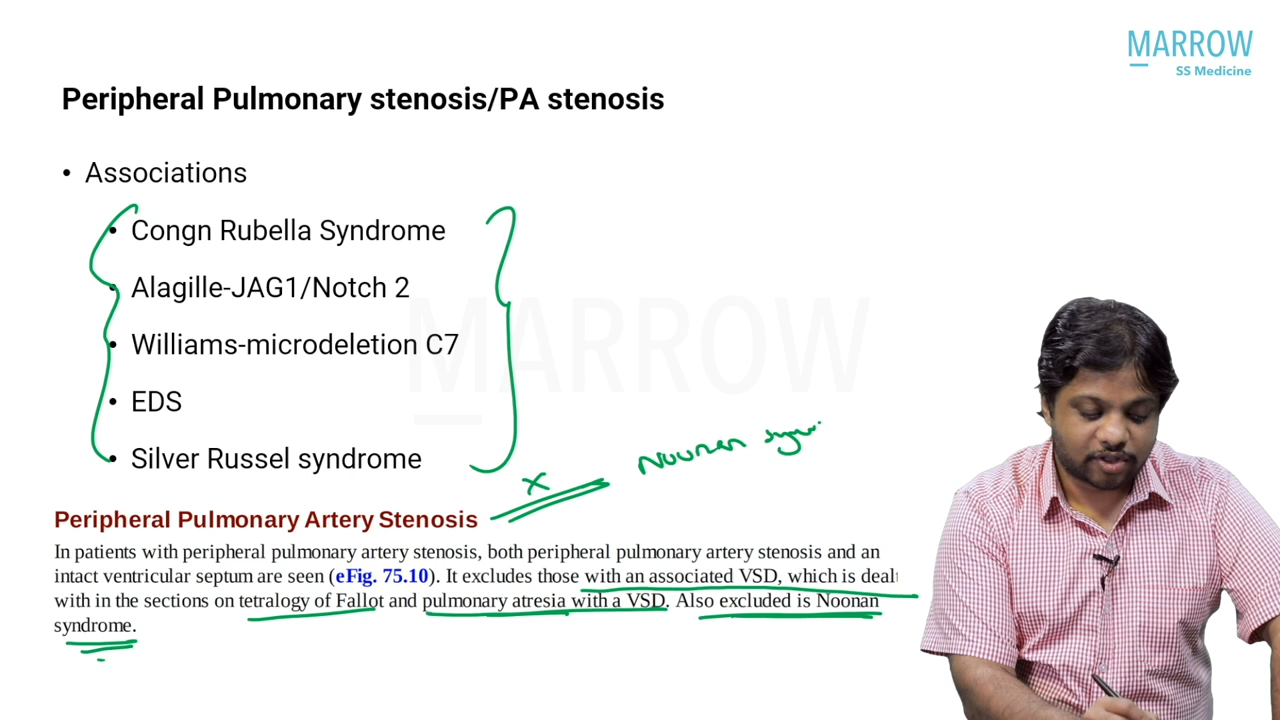 MARROW
SS Medicine
Peripheral Pulmonary stenosis/PA stenosis
• Associations
• Congn Rubella Syndrome
• Alagille-JAG1/Notch 2
• Williams-microdeletion C7
• EDS
• Silver Russel syndrome
MARROW
x
Noonan
Peripheral Pulmonary Artery Stenosis
In patients with peripheral pulmonary artery stenosis, both peripheral pulmonary artery stenosis and an
intact ventricular septum are seen (eFig. 75.10). It excludes those with an associated VSD, which is dealt
with in the sections on tetralogy of Fallot and pulmonary atresia with a VSD. Also excluded is Noonan
syndrome.